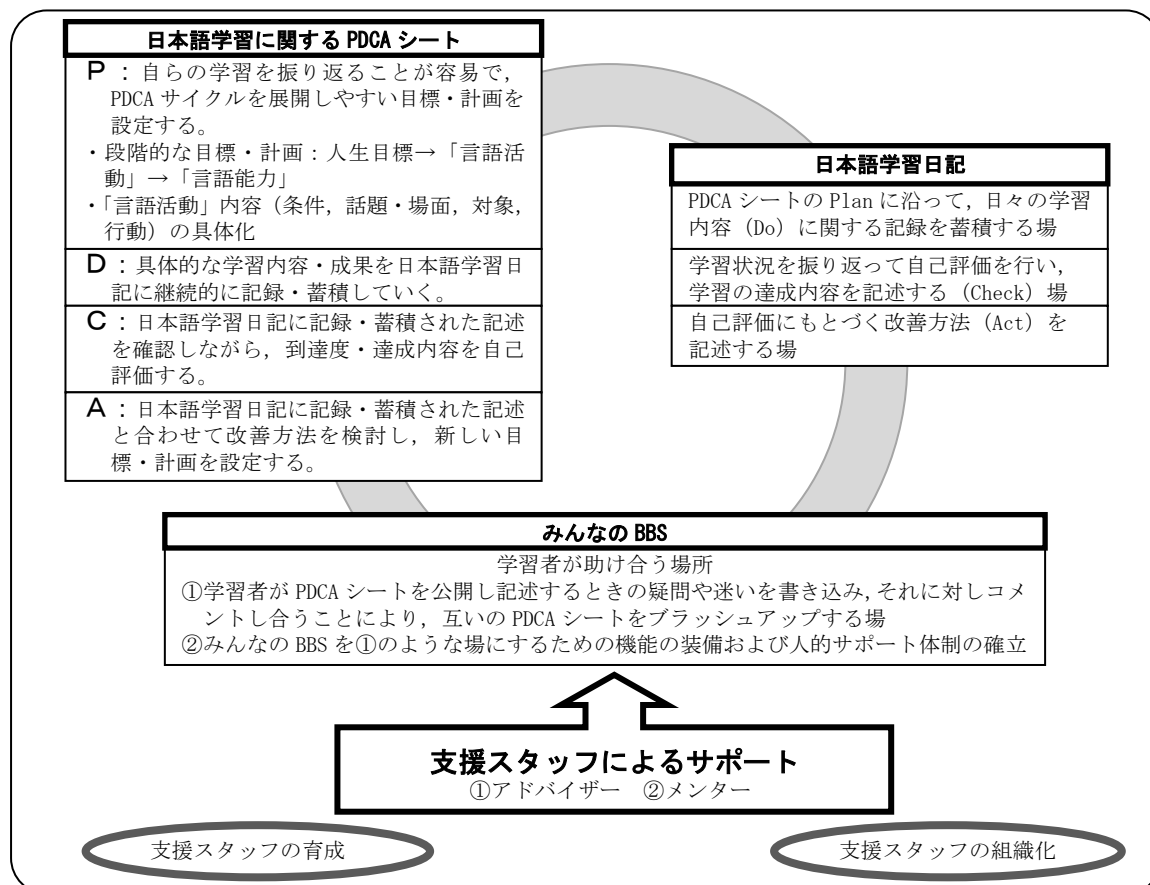 日本語学習に関する PDCA シート
P：自らの学習を振り返ることが容易で，
PDCA サイクルを展開しやすい目標・計画を
設定する。
・段階的な目標・計画：人生目標→「言語活
動」→「言語能力」
・「言語活動」内容（条件，話題・場面，対象，
行動）の具体化
D：具体的な学習内容・成果を日本語学習日
記に継続的に記録・蓄積していく。
C：日本語学習日記に記録・蓄積された記述
を確認しながら，到達度・達成内容を自己
評価する。
A：日本語学習日記に記録・蓄積された記述
と合わせて改善方法を検討し，新しい目
標・計画を設定する。
日本語学習日記
PDCA シートの Plan に沿って，日々の学習
内容（Do）に関する記録を蓄積する場
学習状況を振り返って自己評価を行い，
学習の達成内容を記述する（Check）場
自己評価にもとづく改善方法（Act）を
記述する場
みんなの BBS
学習者が助け合う場所
①学習者が PDCA シートを公開し記述するときの疑問や迷いを書き込み，それに対しコメ
ントし合うことにより，互いの PDCA シートをブラッシュアップする場
②みんなの BBS を①のような場にするための機能の装備および人的サポート体制の確立
支援スタッフによるサポート
①アドバイザー　②メンター
支援スタッフの育成
支援スタッフの組織化